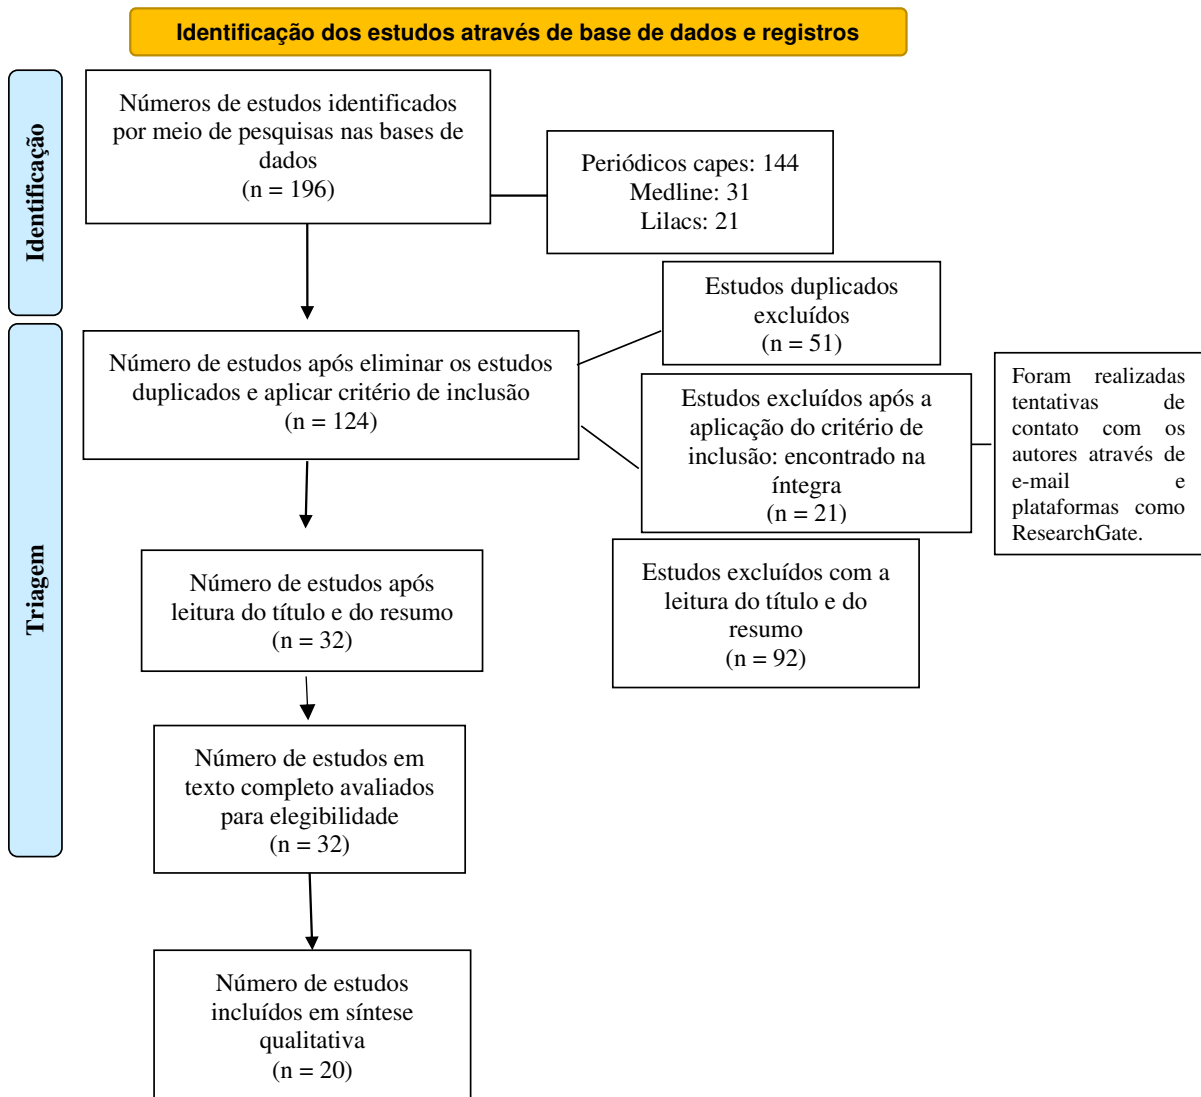 Identificação dos estudos através de base de dados e registros
Identificação
Números de estudos identificados
por meio de pesquisas nas bases de
dados
(n = 196)
Periódicos capes: 144
Medline: 31
Lilacs: 21
Triagem
Número de estudos após eliminar os estudos
duplicados e aplicar critério de inclusão
(n = 124)
Estudos duplicados
excluídos
(n = 51)
Estudos excluídos após a
aplicação do critério de
inclusão: encontrado na
íntegra
(n = 21)
Foram realizadas
tentativas de
contato com os
autores através de
e-mail e
plataformas como
ResearchGate.
Número de estudos após
leitura do título e do resumo
(n = 32)
Estudos excluídos com a
leitura do título e do
resumo
(n = 92)
Número de estudos em
texto completo avaliados
para elegibilidade
(n = 32)
Número de estudos
incluídos em síntese
qualitativa
(n = 20)